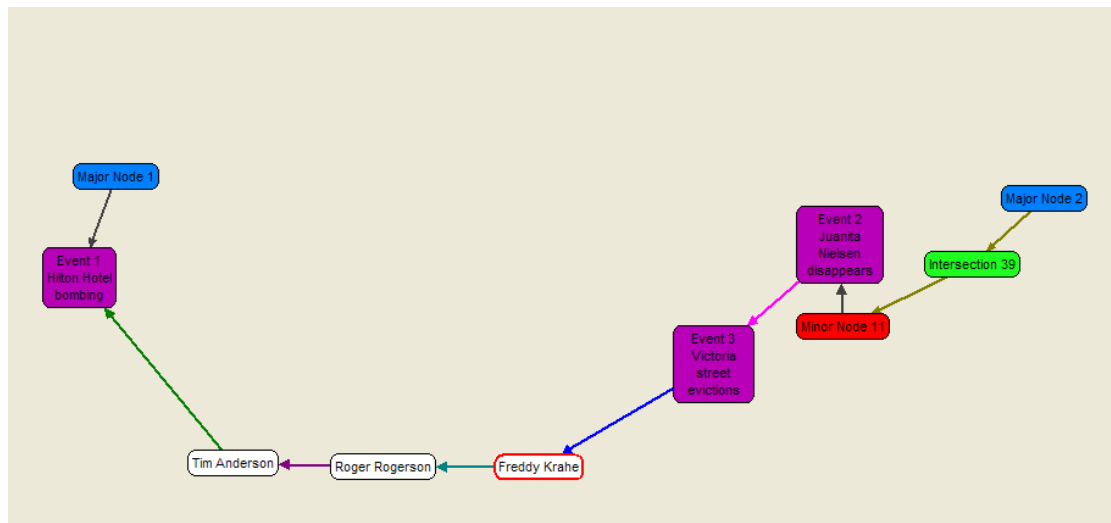 Major Node 1
Major Node 2
Event 2
Juanita
Nielsen
disappears
Event 1
Hilton Hotel
bombing
Intersection 39
Minor Node 11
Event 3
Victoria
street
evictions
Tim Anderson
Roger Rogerson
Freddy Krahe